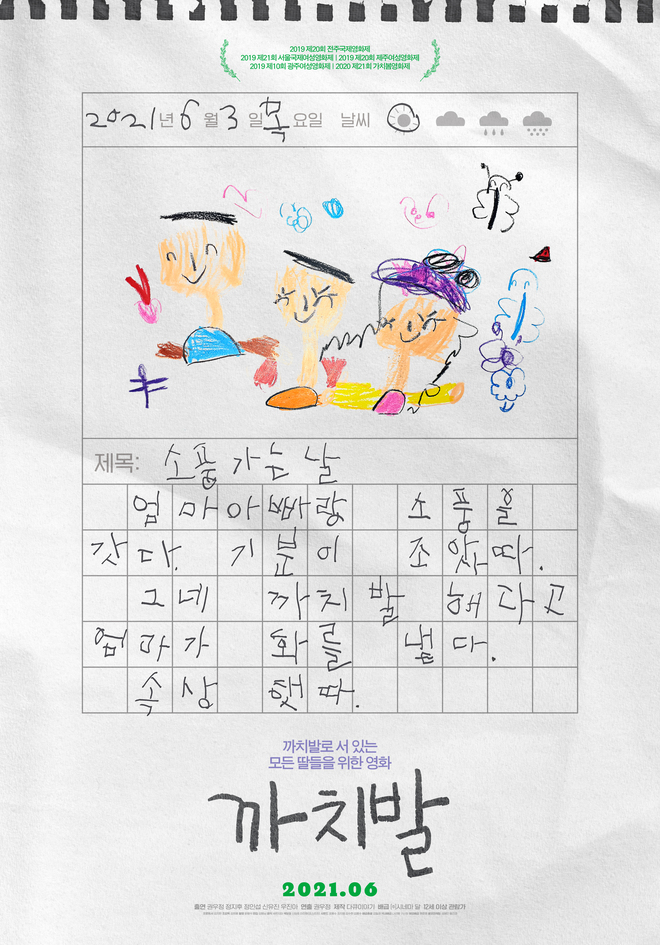 2019 제20회 전주국제영화제
2019 제21회 서울국제여성영화제 | 2019 제20회 제주여성영화제
2019 제10회 광주여성영화제 | 2020 제21회 가치봄영화제
2021년 6월 3일 목요일 날씨
제목: 소풍 가는 날
엄마아빠랑 소풍을
갓다. 기분이 조았따.
그네 까치발 해라고
엄마가 화를 냈다.
속상했따.
까치발로 서 있는
모든 딸들을 위한 영화
까치발
2021.06
출연 권우정 정지후 정민섭 신유진 우진아 연출 권우정 제작 다큐이야기 배급 ㈜시네마 달 12세 이상 관람가